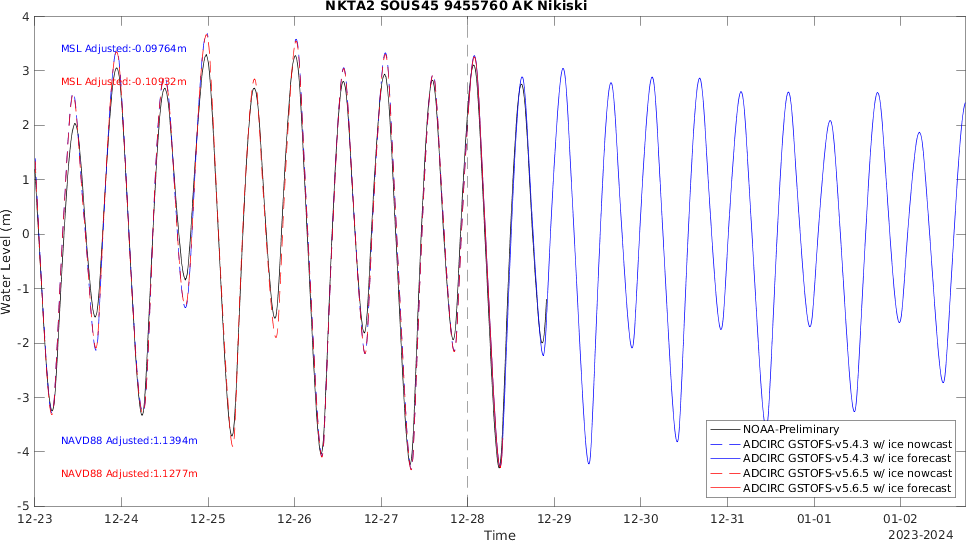 NKTA2 SOUS45 9455760 AK Nikiski
MSL Adjusted:-0.09764m
MSL Adjusted:-0.10932m
NAVD88 Adjusted:1.1394m
NAVD88 Adjusted:1.1277m
Water Level (m)
4
3
2
1
0
-1
-2
-3
-4
-5
NOAA-Preliminary
ADCIRC GSTOFS-v5.4.3 w/ ice nowcast
ADCIRC GSTOFS-v5.4.3 w/ ice forecast
ADCIRC GSTOFS-v5.6.5 w/ ice nowcast
ADCIRC GSTOFS-v5.6.5 w/ ice forecast
12-23 12-24 12-25 12-26 12-27 12-28 12-29 12-30 12-31 01-01 01-02
Time
2023-2024